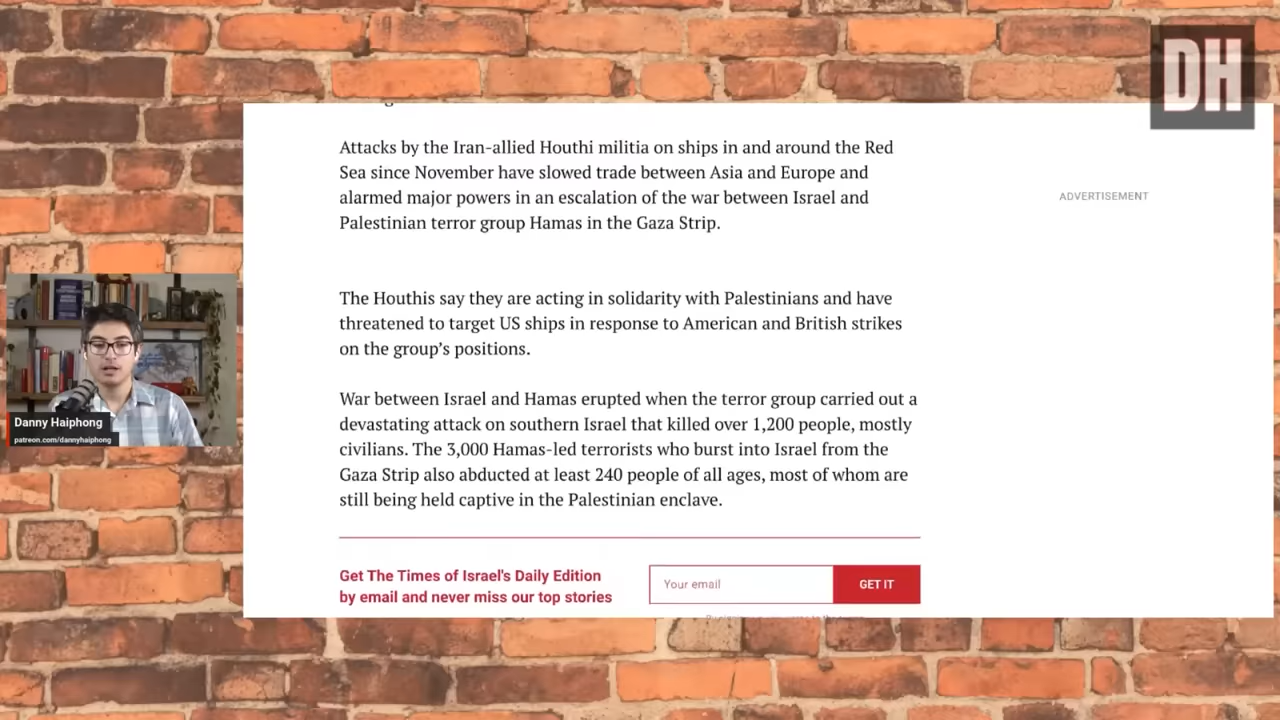 DH
Attacks by the Iran-allied Houthi militia on ships in and around the Red
Sea since November have slowed trade between Asia and Europe and
alarmed major powers in an escalation of the war between Israel and
Palestinian terror group Hamas in the Gaza Strip.
ADVERTISEMENT
The Houthis say they are acting in solidarity with Palestinians and have
threatened to target US ships in response to American and British strikes
on the group's positions.
War between Israel and Hamas erupted when the terror group carried out a
devastating attack on southern Israel that killed over 1,200 people, mostly
civilians. The 3,000 Hamas-led terrorists who burst into Israel from the
Gaza Strip also abducted at least 240 people of all ages, most of whom are
still being held captive in the Palestinian enclave.
Danny Haiphong
patreon.com/dannyhaiphong
Get The Times of Israel's Daily Edition
by email and never miss our top stories
Your email
GET IT